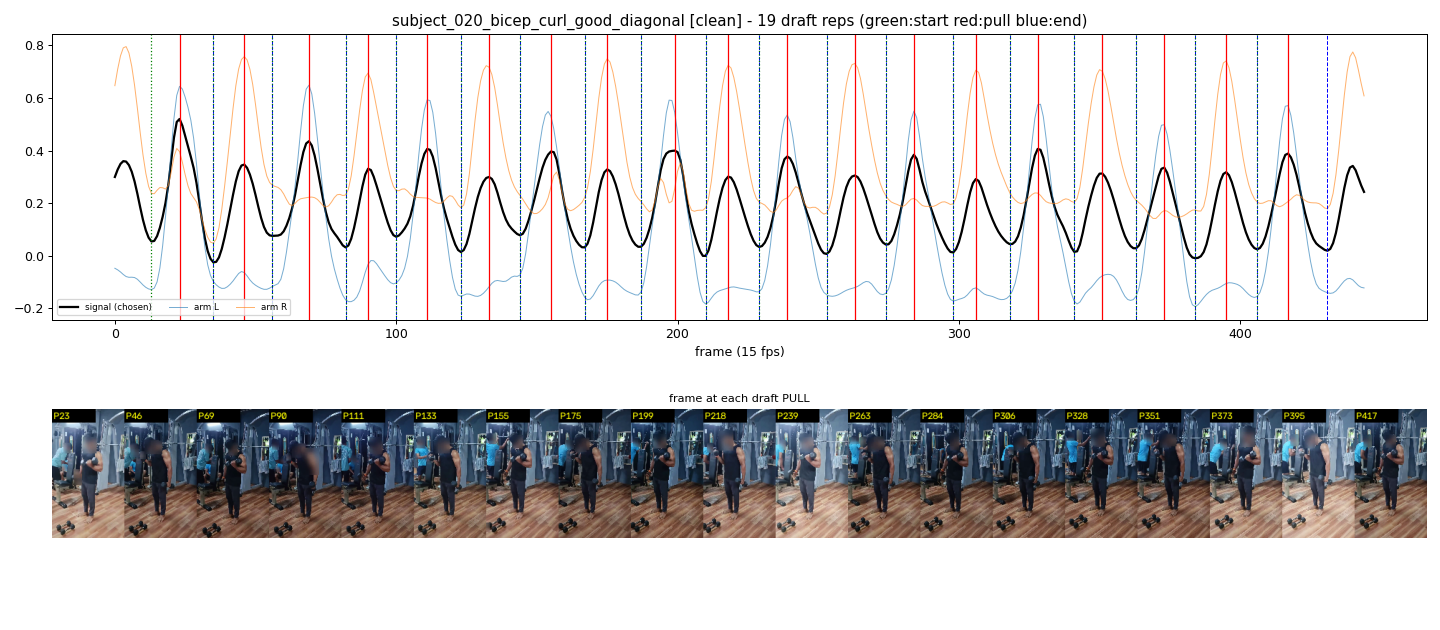 subject_020_bicep_curl_good_diagonal [clean] - 19 draft reps (green:start red:pull blue:end)
0.8
0.6
0.4
0.2
0.0
−0.2
signal (chosen) arm L arm R
0 100 200 300 400
frame (15 fps)
frame at each draft PULL
P23 P46 P69 P90 P111 P133 P155 P175 P199 P218 P239 P263 P284 P306 P328 P351 P373 P395 P417